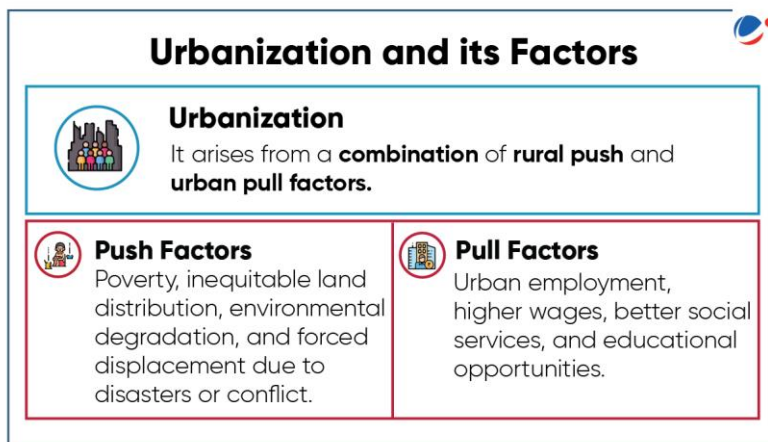 Urbanization and its Factors
Urbanization
It arises from a combination of rural push and
urban pull factors.
Push Factors
Poverty, inequitable land
distribution, environmental
degradation, and forced
displacement due to
disasters or conflict.
Pull Factors
Urban employment,
higher wages, better social
services, and educational
opportunities.